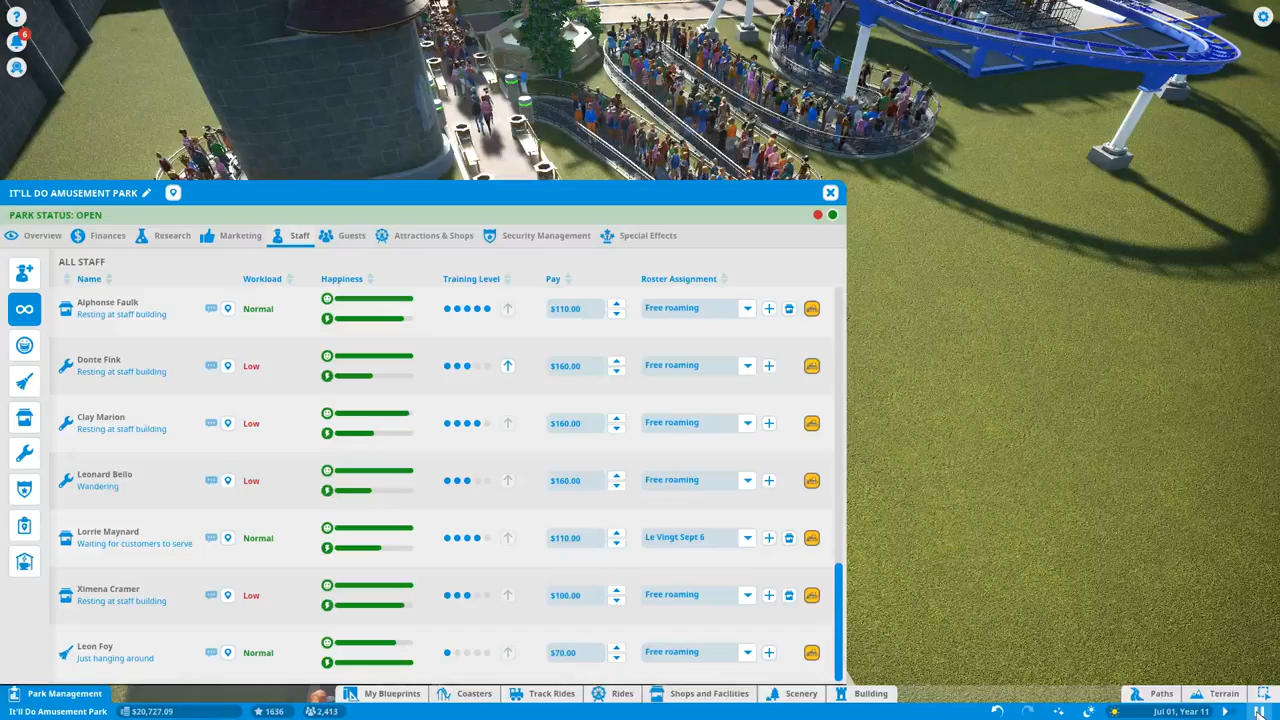 ?
6
IT'LL DO AMUSEMENT PARK
PARK STATUS: OPEN
Overview Finances Research Marketing Staff Guests Attractions & Shops Security Management Special Effects
ALL STAFF
Name Workload Happiness Training Level Pay Roster Assignment
Alphonse Faulk
Resting at staff building
Normal $110.00 Free roaming
Donte Fink
Resting at staff building
Low $160.00 Free roaming
Clay Marion
Resting at staff building
Low $160.00 Free roaming
Leonard Bello
Wandering
Low $160.00 Free roaming
Lorrie Maynard
Waiting for customers to serve
Normal $110.00 Le Vingt Sept 6
Ximena Cramer
Resting at staff building
Low $100.00 Free roaming
Leon Foy
Just hanging around
Normal $70.00 Free roaming
Park Management My Blueprints Coasters Track Rides Rides Shops and Facilities Scenery Building Paths Terrain
It'll Do Amusement Park $20,727.09 1636 2,413 Jul 01, Year 11